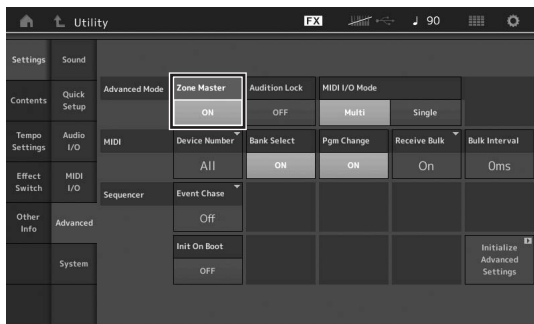 Utility FX ♩ 90
Settings Sound
Advanced Mode Zone Master Audition Lock MIDI I/O Mode
Contents Quick Setup
ON OFF Multi Single
Tempo Settings Audio I/O
MIDI Device Number Bank Select Pgm Change Receive Bulk Bulk Interval
All ON ON On 0ms
Effect Switch MIDI I/O
Sequencer Event Chase
Off
Other Info Advanced
Init On Boot
OFF
Initialize Advanced Settings
System